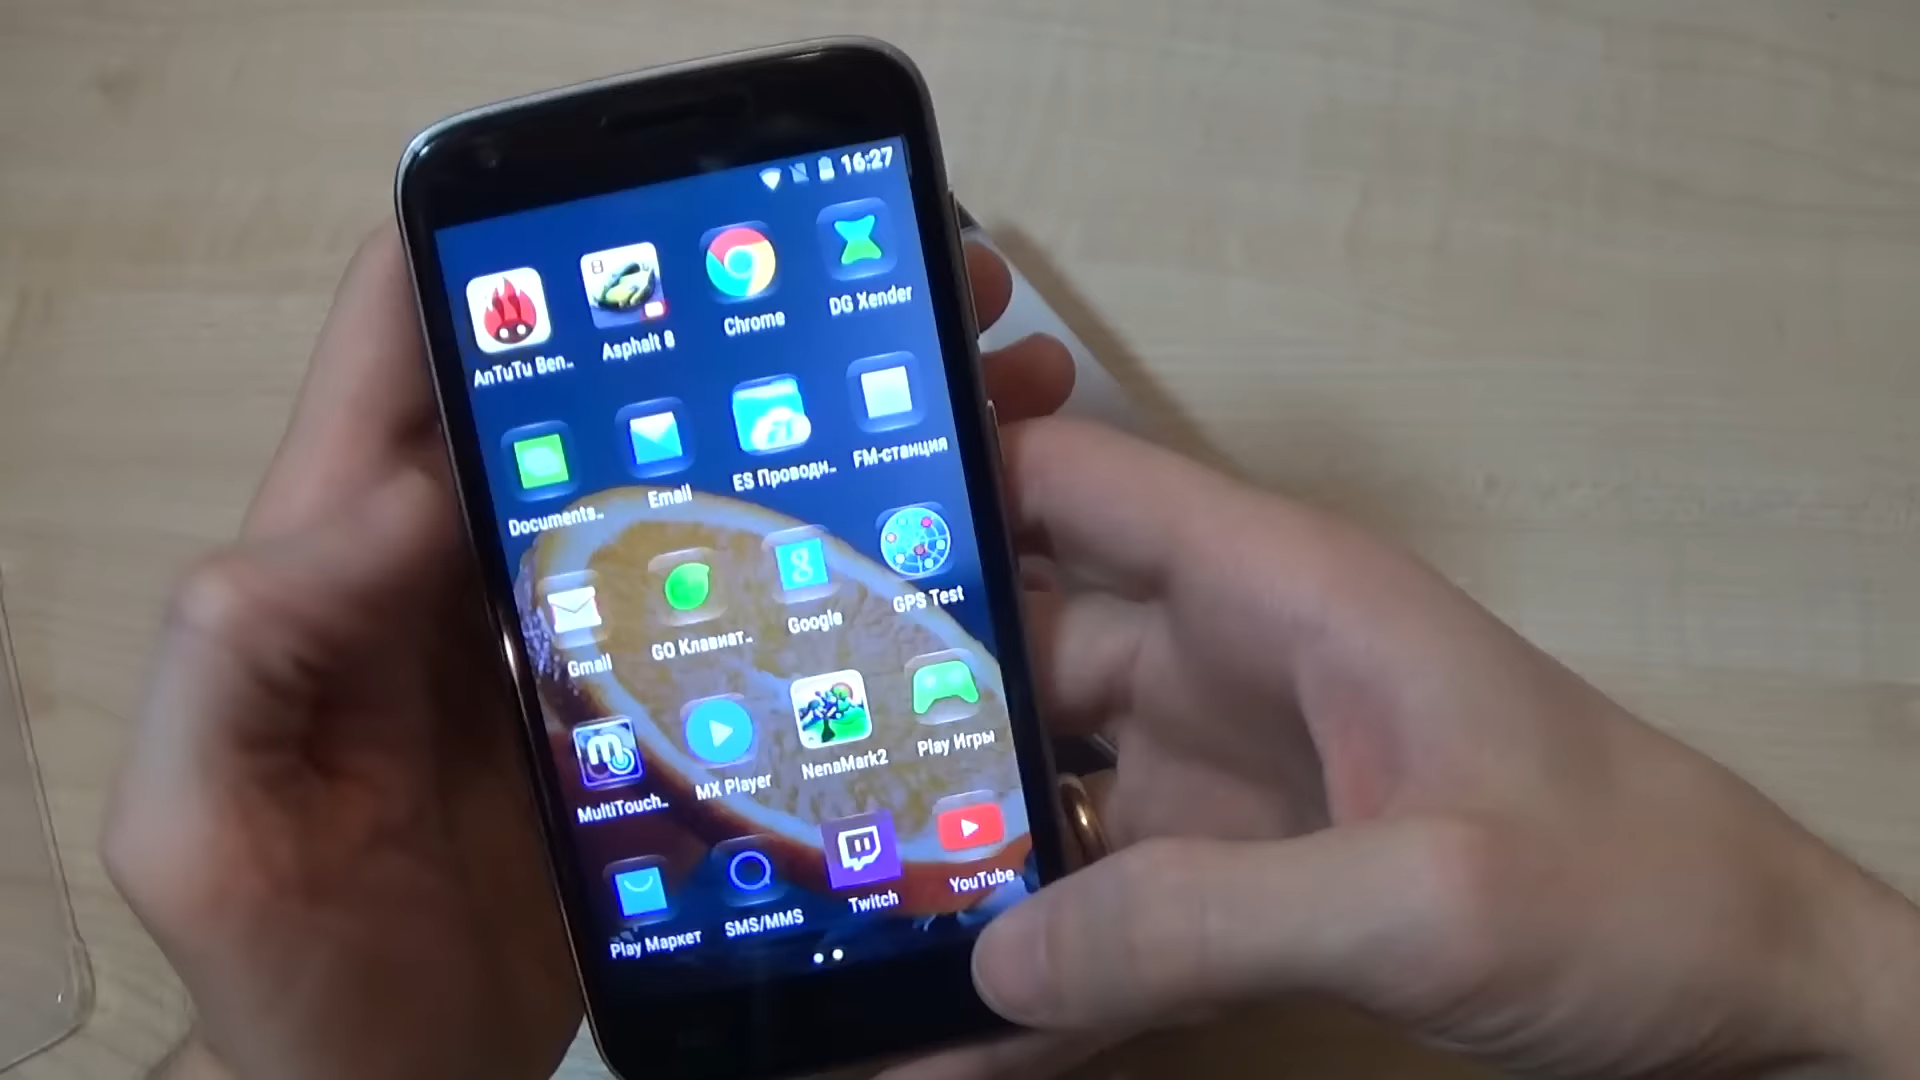 16:27
AnTuTu Ben..
Asphalt 8
Chrome
DG Xender
Documents..
Email
ES Проводн..
FM-станция
Gmail
GO Клавиат..
Google
GPS Test
MultiTouch..
MX Player
NenaMark2
Play Игры
Play Маркет
SMS/MMS
Twitch
YouTube